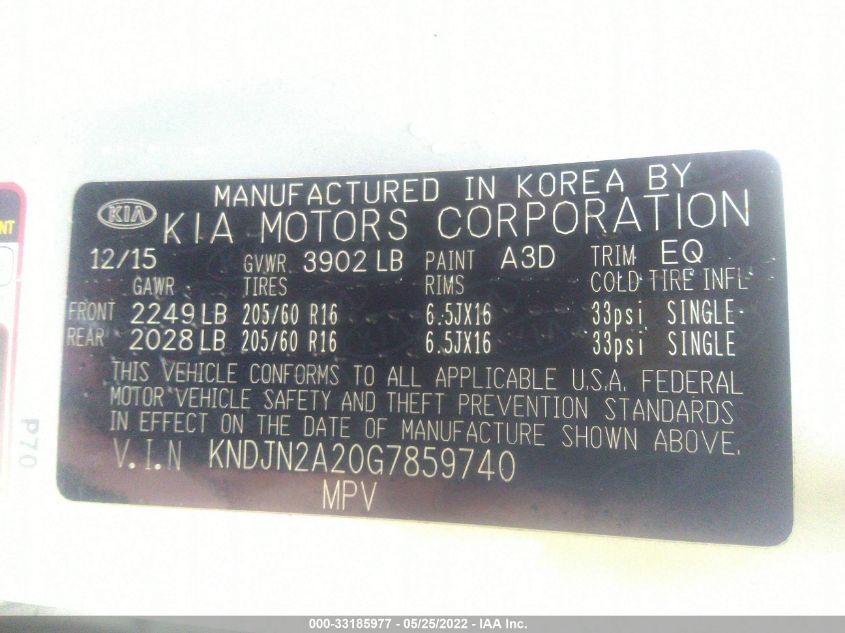 MANUFACTURED IN KOREA BY
KIA KIA MOTORS CORPORATION
12/15 GVWR 3902 LB PAINT A3D TRIM EQ
GAWR TIRES RIMS COLD TIRE INFL
FRONT 2249 LB 205/60 R16 6.5JX16 33psi SINGLE
REAR 2028 LB 205/60 R16 6.5JX16 33psi SINGLE
THIS VEHICLE CONFORMS TO ALL APPLICABLE U.S.A. FEDERAL
MOTOR VEHICLE SAFETY AND THEFT PREVENTION STANDARDS
IN EFFECT ON THE DATE OF MANUFACTURE SHOWN ABOVE.
V.I.N KNDJN2A20G7859740
MPV
P70
000-33185977 - 05/25/2022 - IAA Inc.